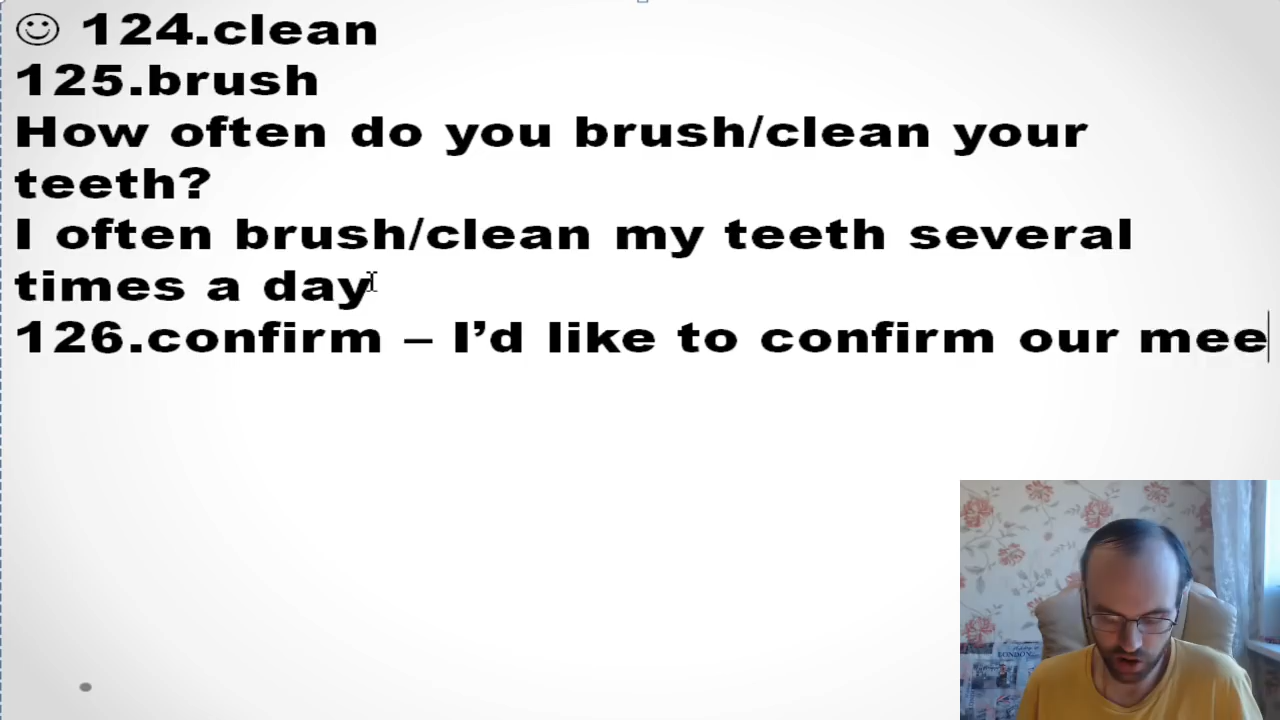 ☺ 124.clean
125.brush
How often do you brush/clean your
teeth?
I often brush/clean my teeth several
times a day
126.confirm – I’d like to confirm our mee
LONDON